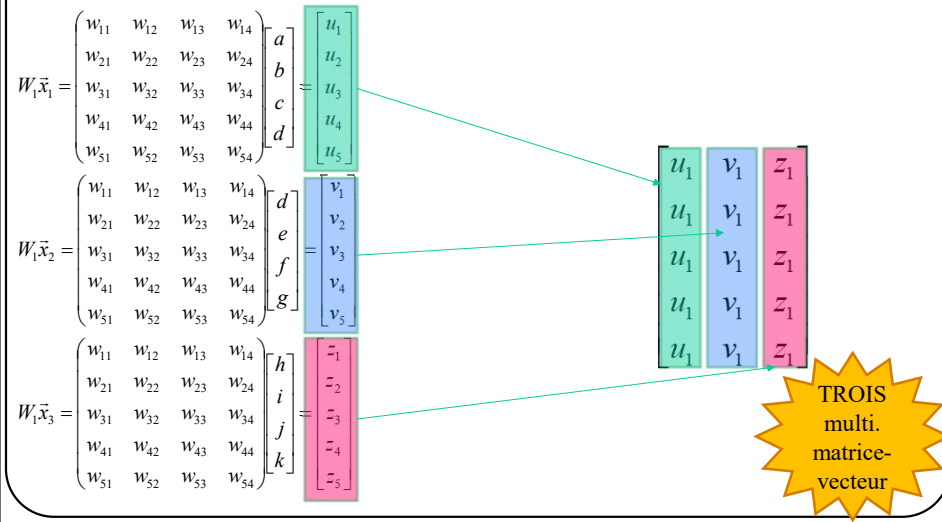 w₁₁ w₁₂ w₁₃ w₁₄ a u₁
w₂₁ w₂₂ w₂₃ w₂₄ b u₂
W₁x⃗₁ = w₃₁ w₃₂ w₃₃ w₃₄ = u₃
w₄₁ w₄₂ w₄₃ w₄₄ c u₄
w₅₁ w₅₂ w₅₃ w₅₄ d u₅
w₁₁ w₁₂ w₁₃ w₁₄ d v₁
w₂₁ w₂₂ w₂₃ w₂₄ e v₂
W₁x⃗₂ = w₃₁ w₃₂ w₃₃ w₃₄ = v₃
w₄₁ w₄₂ w₄₃ w₄₄ f v₄
w₅₁ w₅₂ w₅₃ w₅₄ g v₅
w₁₁ w₁₂ w₁₃ w₁₄ h z₁
w₂₁ w₂₂ w₂₃ w₂₄ i z₂
W₁x⃗₃ = w₃₁ w₃₂ w₃₃ w₃₄ = z₃
w₄₁ w₄₂ w₄₃ w₄₄ j z₄
w₅₁ w₅₂ w₅₃ w₅₄ k z₅
u₁ v₁ z₁
u₁ v₁ z₁
u₁ v₁ z₁
u₁ v₁ z₁
u₁ v₁ z₁
TROIS
multi.
matrice-
vecteur